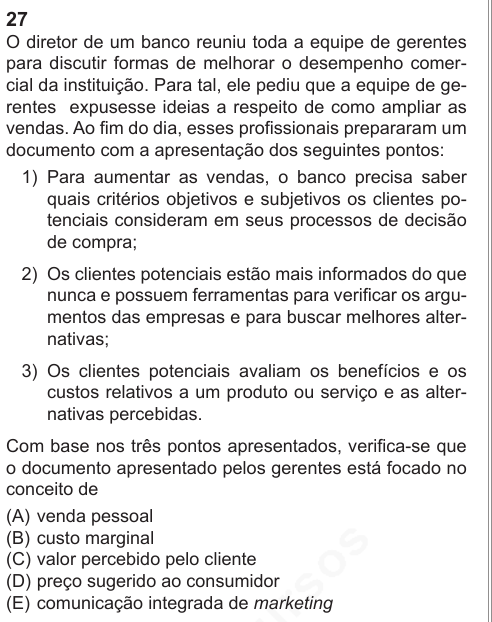 27
O diretor de um banco reuniu toda a equipe de gerentes
para discutir formas de melhorar o desempenho comer-
cial da instituição. Para tal, ele pediu que a equipe de ge-
rentes expusesse ideias a respeito de como ampliar as
vendas. Ao fim do dia, esses profissionais prepararam um
documento com a apresentação dos seguintes pontos:
1) Para aumentar as vendas, o banco precisa saber
quais critérios objetivos e subjetivos os clientes po-
tenciais consideram em seus processos de decisão
de compra;
2) Os clientes potenciais estão mais informados do que
nunca e possuem ferramentas para verificar os argu-
mentos das empresas e para buscar melhores alter-
nativas;
3) Os clientes potenciais avaliam os benefícios e os
custos relativos a um produto ou serviço e as alter-
nativas percebidas.
Com base nos três pontos apresentados, verifica-se que
o documento apresentado pelos gerentes está focado no
conceito de
(A) venda pessoal
(B) custo marginal
(C) valor percebido pelo cliente
(D) preço sugerido ao consumidor
(E) comunicação integrada de marketing